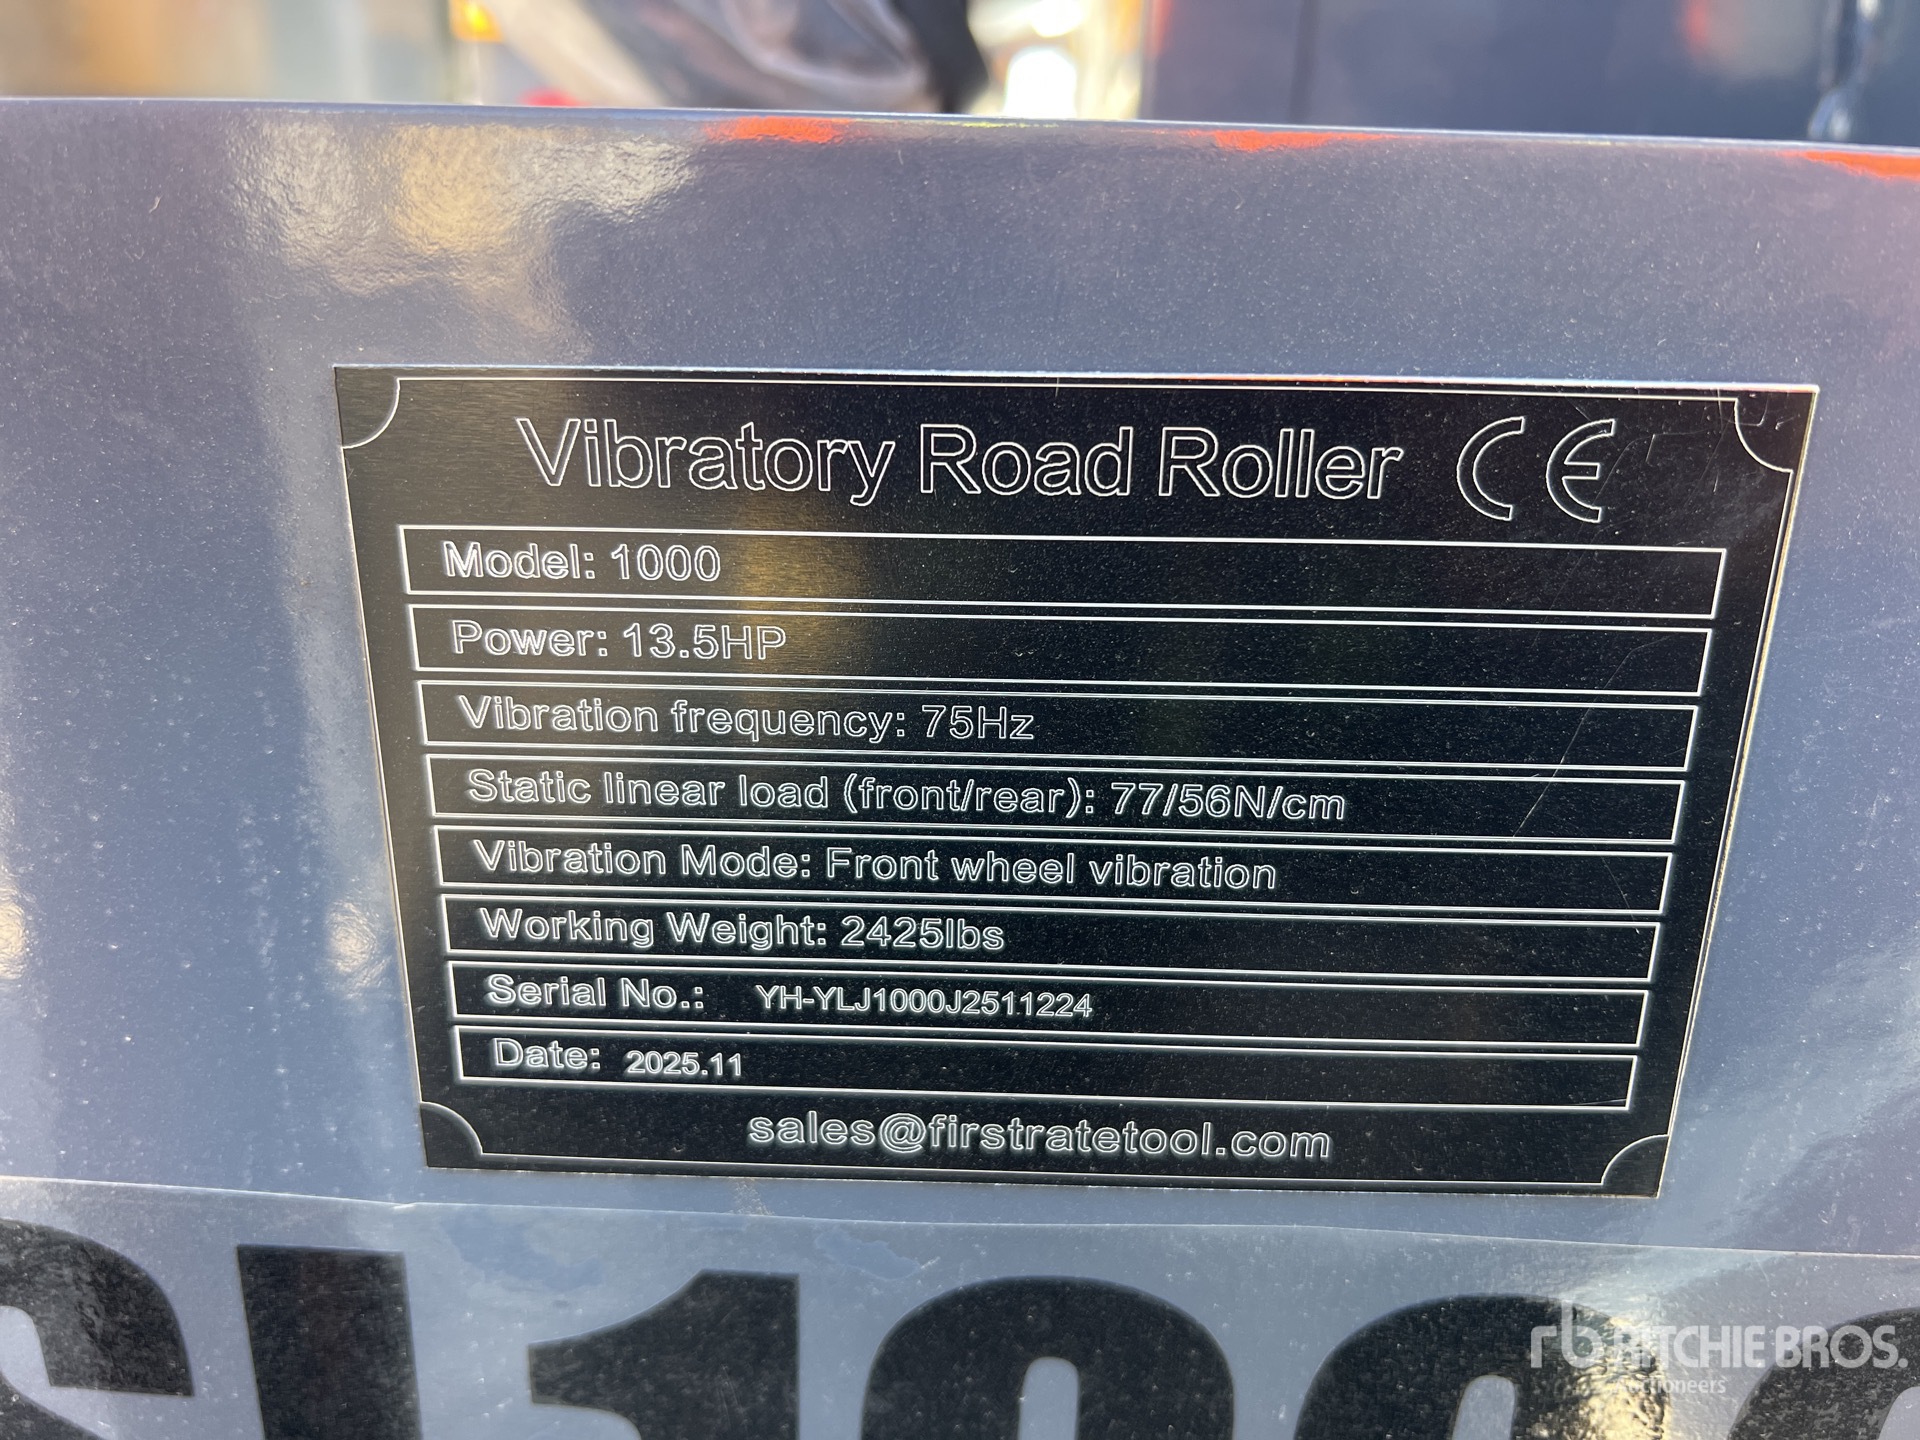 Vibratory Road Roller CE
Model: 1000
Power: 13.5HP
Vibration frequency: 75Hz
Static linear load (front/rear): 77/56N/cm
Vibration Mode: Front wheel vibration
Working Weight: 2425lbs
Serial No.: YH-YLJ1000J2511224
Date: 2025.11
sales@firstratetool.com
rb RITCHIE BROS.
Auctioneers